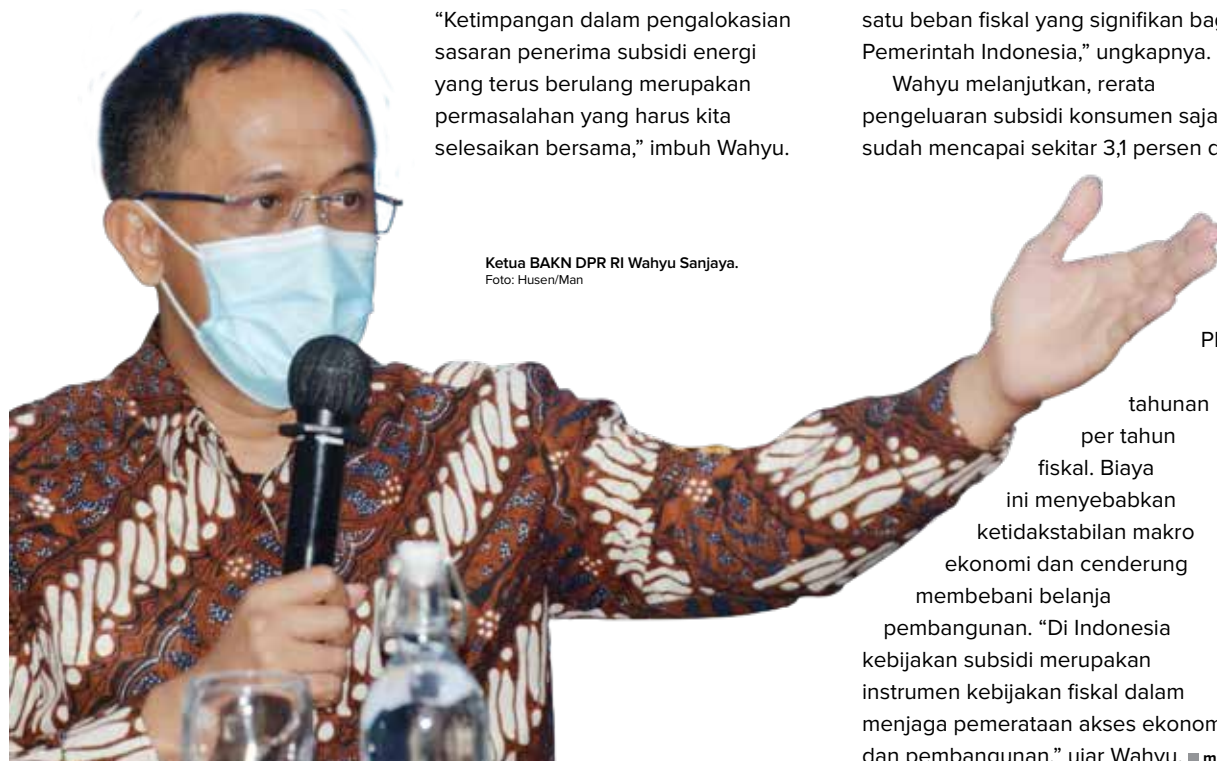 “Ketimpangan dalam pengalokasian
sasaran penerima subsidi energi
yang terus berulang merupakan
permasalahan yang harus kita
selesaikan bersama,” imbuh Wahyu.
Ketua BAKN DPR RI Wahyu Sanjaya.
Foto: Husen/Man
satu beban fiskal yang signifikan
Pemerintah Indonesia,” ungkapnya.
Wahyu melanjutkan, rerata
pengeluaran subsidi konsumen saja
sudah mencapai sekitar 3,1 persen
tahunan
per tahun
fiskal. Biaya
ini menyebabkan
ketidakstabilan makro
ekonomi dan cenderung
membebani belanja
pembangunan. “Di Indonesia
kebijakan subsidi merupakan
instrumen kebijakan fiskal dalam
menjaga pemerataan akses
dan pembangunan,” ujar Wahyu.